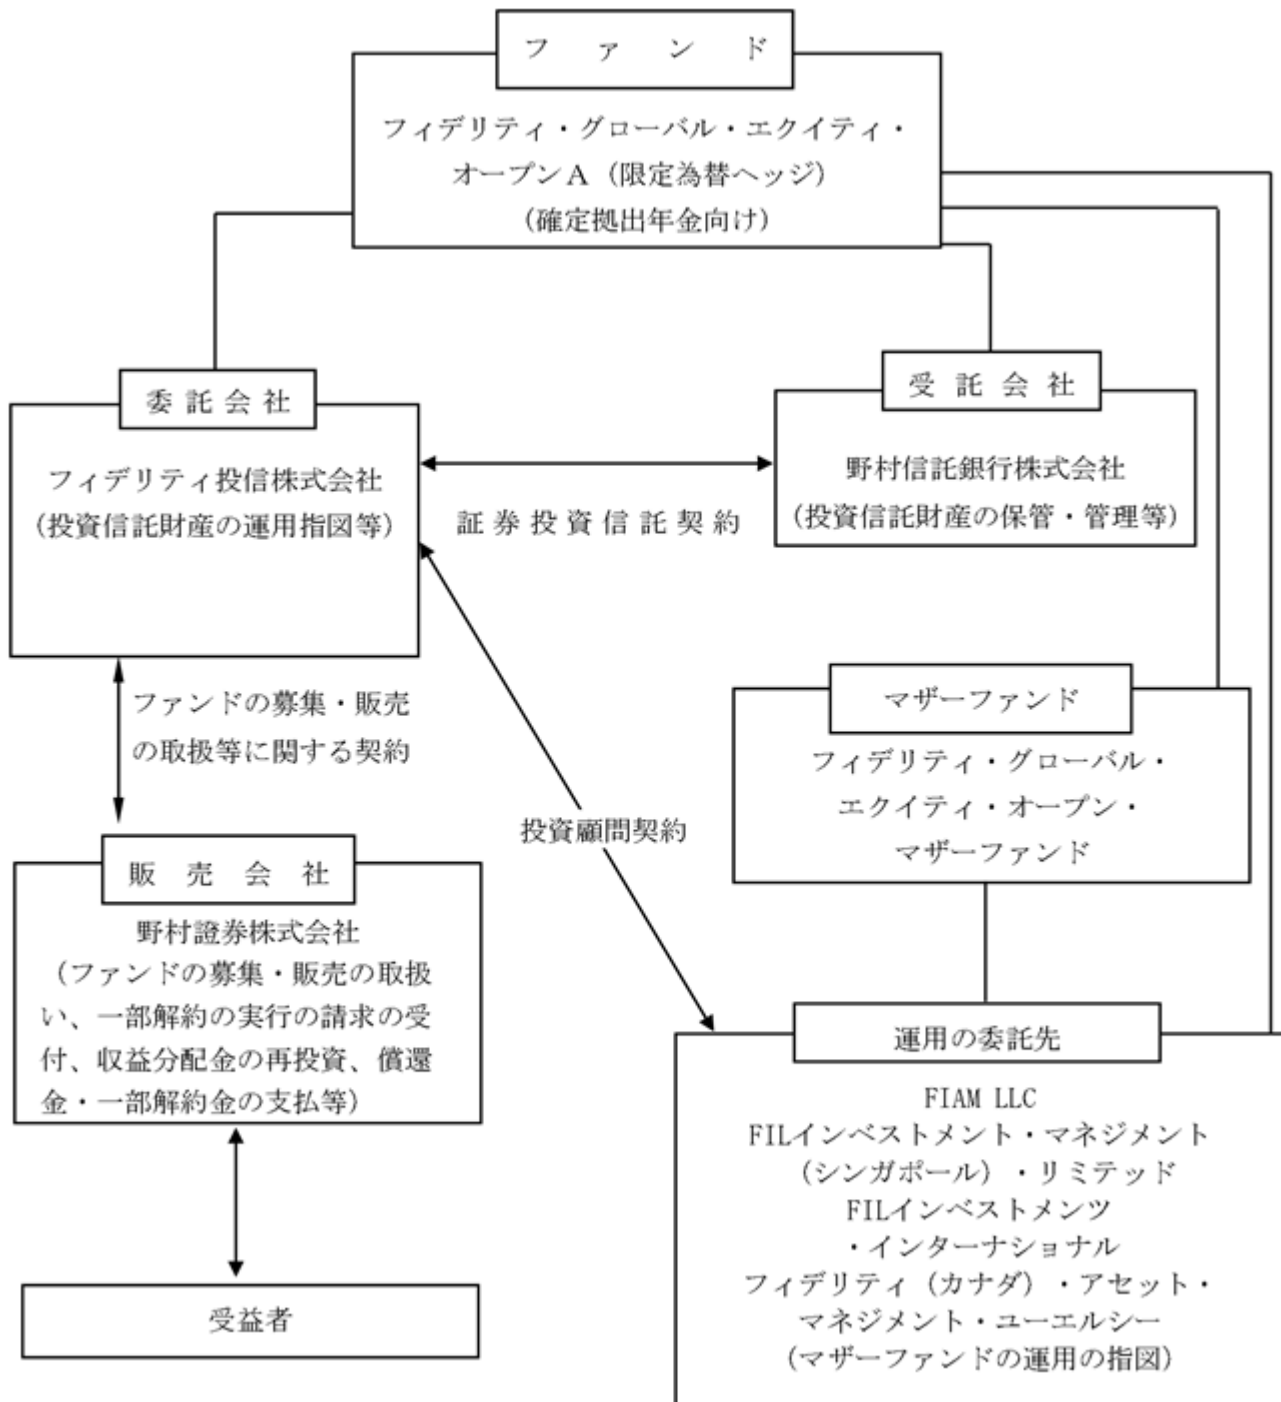 ファンド
フィデリティ・グローバル・エクイティ・
オープンA（限定為替ヘッジ）
（確定拠出年金向け）
委託会社
フィデリティ投信株式会社
（投資信託財産の運用指図等）
受託会社
野村信託銀行株式会社
（投資信託財産の保管・管理等）
証券投資信託契約
ファンドの募集・販売
の取扱等に関する契約
投資顧問契約
マザーファンド
フィデリティ・グローバル・
エクイティ・オープン・
マザーファンド
販売会社
野村證券株式会社
（ファンドの募集・販売の取扱
い、一部解約の実行の請求の受
付、収益分配金の再投資、償還
金・一部解約金の支払等）
受益者
運用の委託先
FIAM LLC
FILインベストメント・マネジメント
（シンガポール）・リミテッド
FILインベストメンツ
・インターナショナル
フィデリティ（カナダ）・アセット・
マネジメント・ユーエルシー
（マザーファンドの運用の指図）